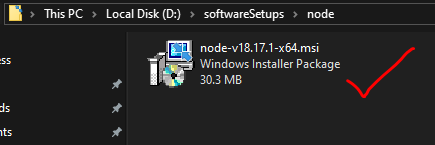 This PC > Local Disk (D:) > softwareSetups > node
node-v18.17.1-x64.msi
Windows Installer Package
30.3 MB
ess
ds
nts